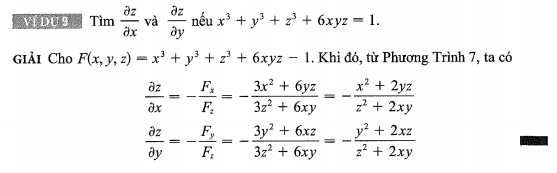 VÍ DỤ 9 Tìm ∂z/∂x và ∂z/∂y nếu x³ + y³ + z³ + 6xyz = 1.
GIẢI Cho F(x, y, z) = x³ + y³ + z³ + 6xyz − 1. Khi đó, từ Phương Trình 7, ta có
∂z/∂x = − Fₓ/F_z = − (3x² + 6yz)/(3z² + 6xy) = − (x² + 2yz)/(z² + 2xy)
∂z/∂y = − F_y/F_z = − (3y² + 6xz)/(3z² + 6xy) = − (y² + 2xz)/(z² + 2xy)